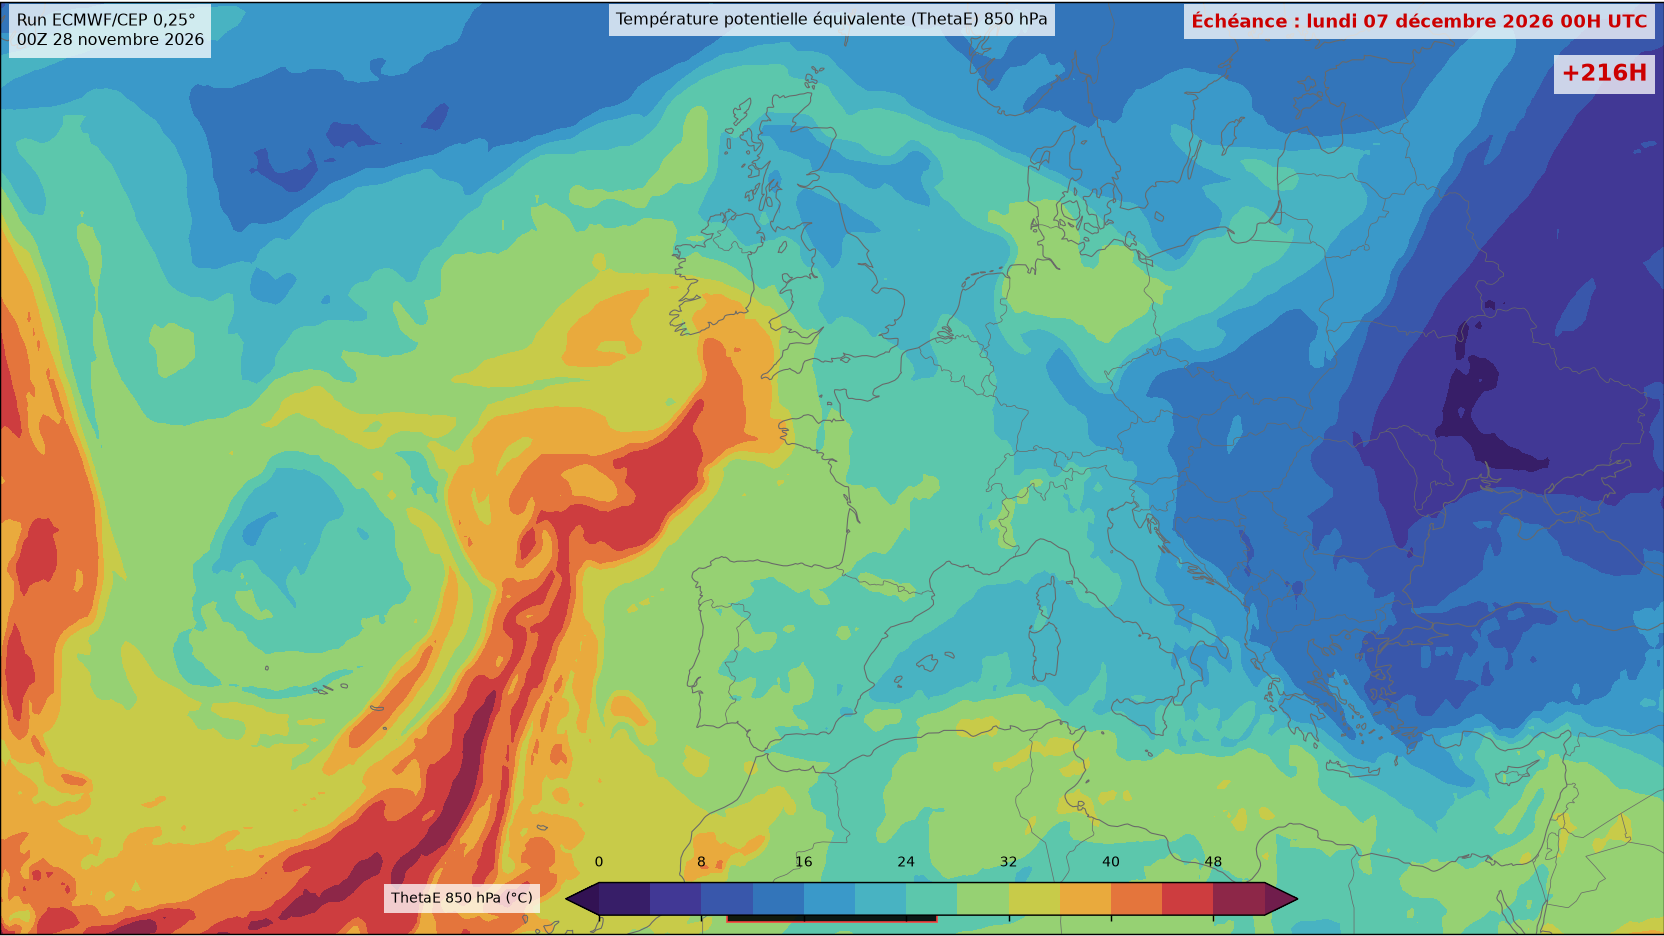 Run ECMWF/CEP 0,25°
00Z 28 novembre 2026
Température potentielle équivalente (ThetaE) 850 hPa
Échéance : lundi 07 décembre 2026 00H UTC
+216H
0 8 16 24 32 40 48
ThetaE 850 hPa (°C)